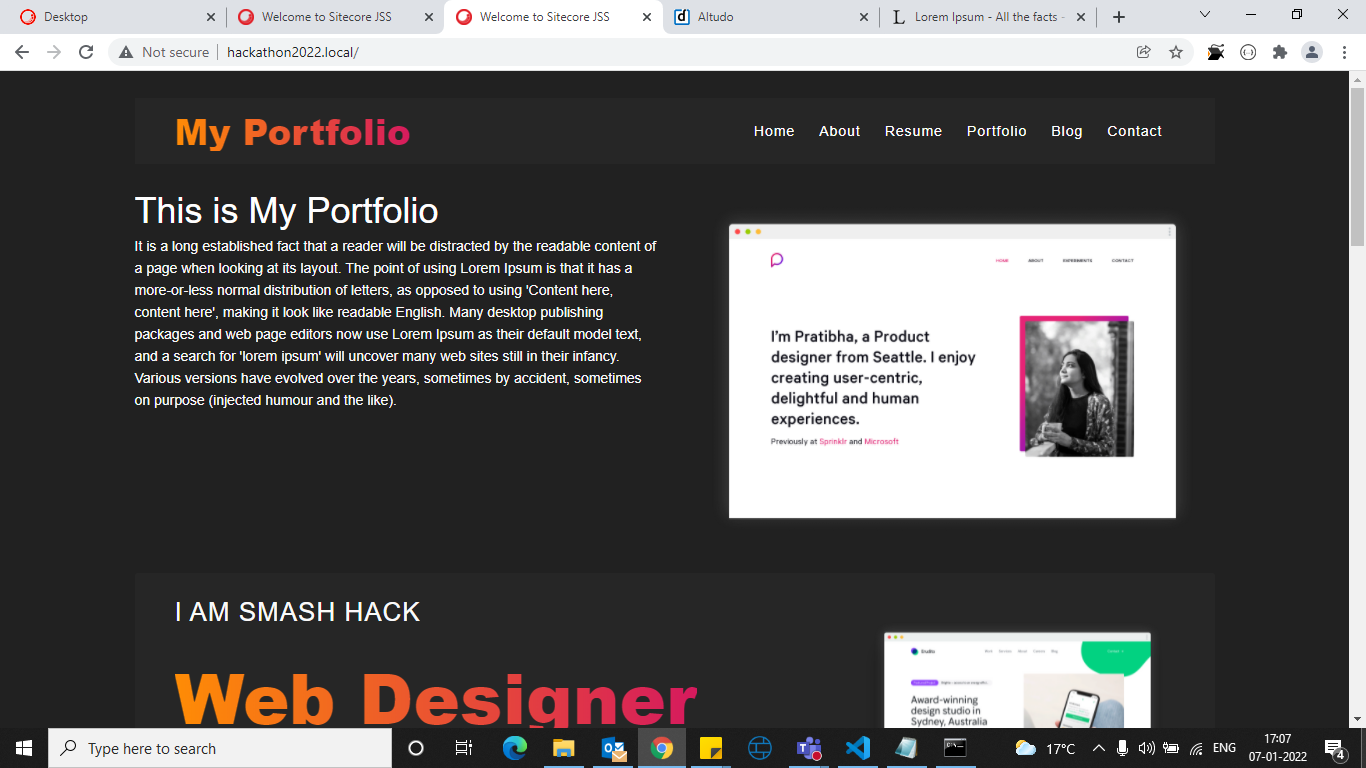 Desktop
Welcome to Sitecore JSS
Welcome to Sitecore JSS
Altudo
Lorem Ipsum - All the facts -
Not secure
hackathon2022.local/
My Portfolio
Home About Resume Portfolio Blog Contact
This is My Portfolio
It is a long established fact that a reader will be distracted by the readable content of
a page when looking at its layout. The point of using Lorem Ipsum is that it has a
more-or-less normal distribution of letters, as opposed to using 'Content here,
content here', making it look like readable English. Many desktop publishing
packages and web page editors now use Lorem Ipsum as their default model text,
and a search for 'lorem ipsum' will uncover many web sites still in their infancy.
Various versions have evolved over the years, sometimes by accident, sometimes
on purpose (injected humour and the like).
HOME ABOUT EXPERIMENTS CONTACT
I'm Pratibha, a Product
designer from Seattle. I enjoy
creating user-centric,
delightful and human
experiences.
Previously at Sprinklr and Microsoft
I AM SMASH HACK
Web Designer
Award-winning
design studio in
Sydney, Australia
Type here to search
17°C
ENG
17:07
07-01-2022
4